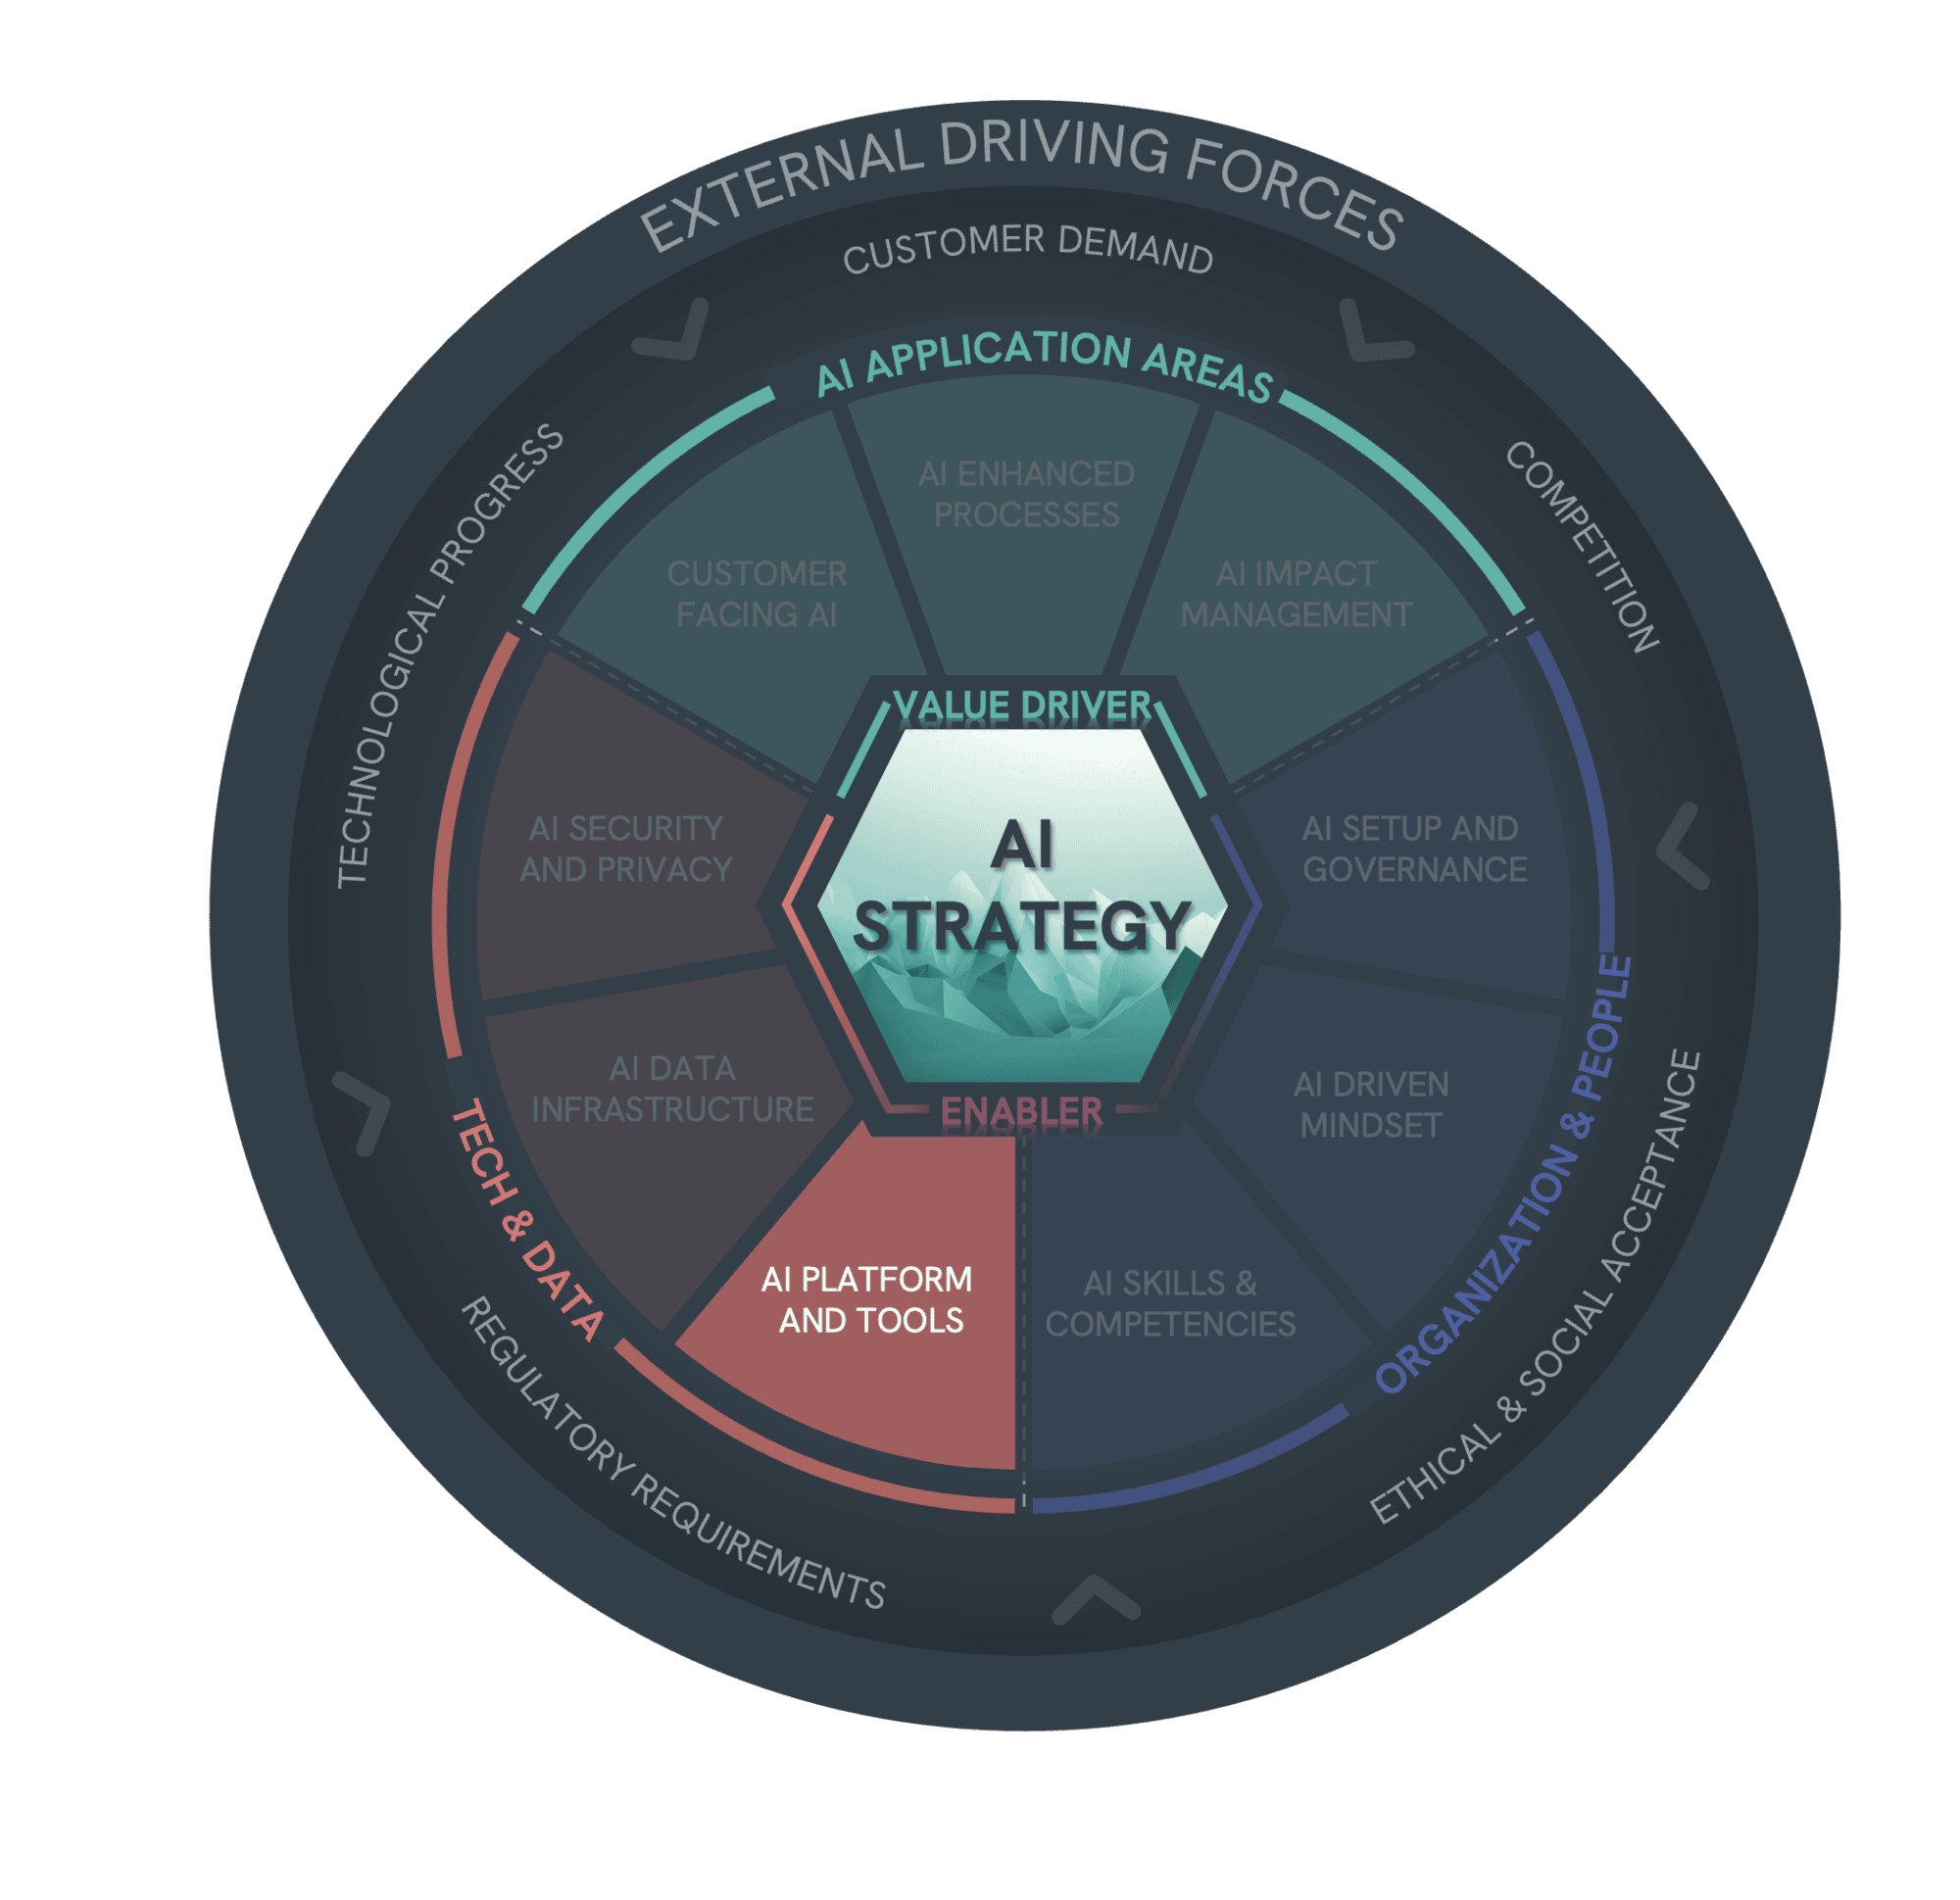 EXTERNAL DRIVING FORCES
CUSTOMER DEMAND
COMPETITION
ETHICAL & SOCIAL ACCEPTANCE
REGULATORY REQUIREMENTS
TECHNOLOGICAL PROGRESS
AI APPLICATION AREAS
CUSTOMER
FACING AI
AI ENHANCED
PROCESSES
AI IMPACT
MANAGEMENT
ORGANIZATION & PEOPLE
AI SETUP AND
GOVERNANCE
AI DRIVEN
MINDSET
AI SKILLS &
COMPETENCIES
TECH & DATA
AI PLATFORM
AND TOOLS
AI DATA
INFRASTRUCTURE
AI SECURITY
AND PRIVACY
VALUE DRIVER
AI
STRATEGY
ENABLER